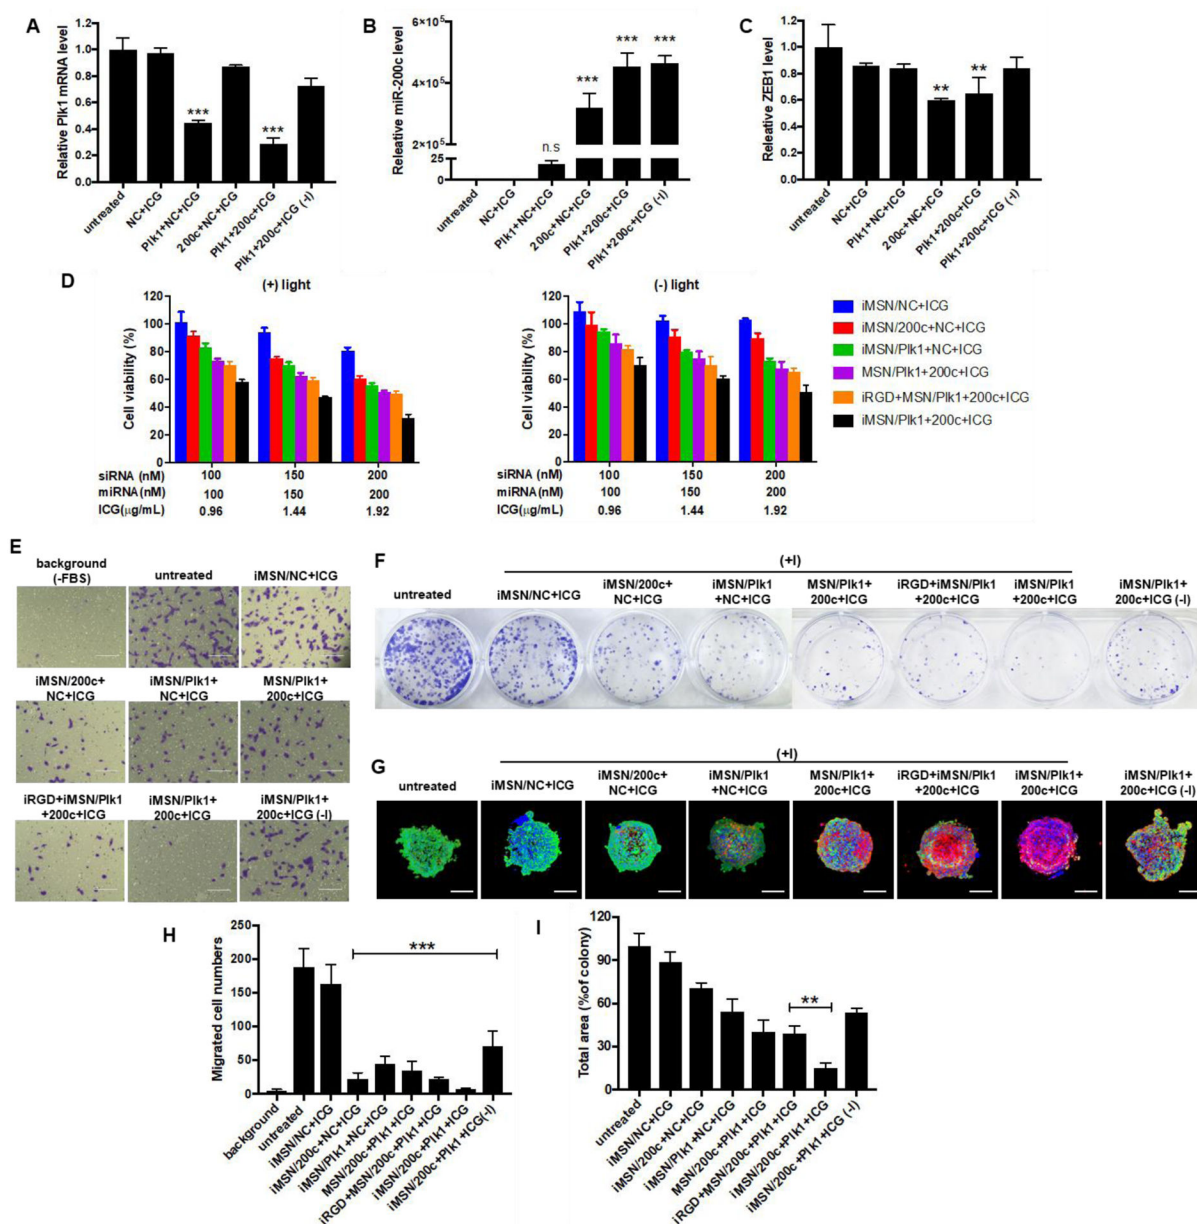 A
Relative Plk1 mRNA level
1.2
1.0
0.8
0.6
0.4
0.2
0.0
***
***
untreated
NC+ICG
Plk1+NC+ICG
200c+NC+ICG
Plk1+200c+ICG
Plk1+200c+ICG (-I)
B
Releative miR-200c level
6×10⁵
4×10⁵
2×10⁵
25
0
n.s
***
***
***
untreated
NC+ICG
Plk1+NC+ICG
200c+NC+ICG
Plk1+200c+ICG
Plk1+200c+ICG (-I)
C
Releative ZEB1 level
1.2
1.0
0.8
0.6
0.4
0.2
0.0
**
**
untreated
NC+ICG
Plk1+NC+ICG
200c+NC+ICG
Plk1+200c+ICG
Plk1+200c+ICG (-I)
D
(+) light
Cell viability (%)
120
100
80
60
40
20
0
siRNA (nM) 100 150 200
miRNA (nM) 100 150 200
ICG(μg/mL) 0.96 1.44 1.92
(-) light
Cell viability (%)
120
100
80
60
40
20
0
siRNA (nM) 100 150 200
miRNA (nM) 100 150 200
ICG(μg/mL) 0.96 1.44 1.92
iMSN/NC+ICG
iMSN/200c+NC+ICG
iMSN/Plk1+NC+ICG
MSN/Plk1+200c+ICG
iRGD+MSN/Plk1+200c+ICG
iMSN/Plk1+200c+ICG
E
background
(-FBS)
untreated
iMSN/NC+ICG
iMSN/200c+
NC+ICG
iMSN/Plk1+
NC+ICG
MSN/Plk1+
200c+ICG
iRGD+iMSN/Plk1
+200c+ICG
iMSN/Plk1+
200c+ICG
iMSN/Plk1+
200c+ICG (-I)
F
(+I)
untreated
iMSN/NC+ICG
iMSN/200c+
NC+ICG
iMSN/Plk1
+NC+ICG
MSN/Plk1+
200c+ICG
iRGD+iMSN/Plk1
+200c+ICG
iMSN/Plk1
+200c+ICG
iMSN/Plk1+
200c+ICG (-I)
G
(+I)
untreated
iMSN/NC+ICG
iMSN/200c+
NC+ICG
iMSN/Plk1
+NC+ICG
MSN/Plk1+
200c+ICG
iRGD+iMSN/Plk1
+200c+ICG
iMSN/Plk1+
200c+ICG
iMSN/Plk1+
200c+ICG (-I)
H
Migrated cell numbers
250
200
150
100
50
0
***
background
untreated
iMSN/NC+ICG
iMSN/200c+NC+ICG
iMSN/Plk1 +NC+ICG
MSN/200c+Plk1+ICG
iRGD+MSN/200c+Plk1+ICG
iMSN/200c+Plk1+ICG
iMSN/200c+Plk1+ICG(-I)
I
Total area (%of colony)
120
90
60
30
0
**
untreated
iMSN/NC+ICG
iMSN/200c+NC+ICG
iMSN/Plk1 +NC+ICG
MSN/200c+Plk1+ICG
iRGD+MSN/200c+Plk1+ICG
iMSN/200c+Plk1+ICG
iMSN/200c+Plk1+ICG (-I)